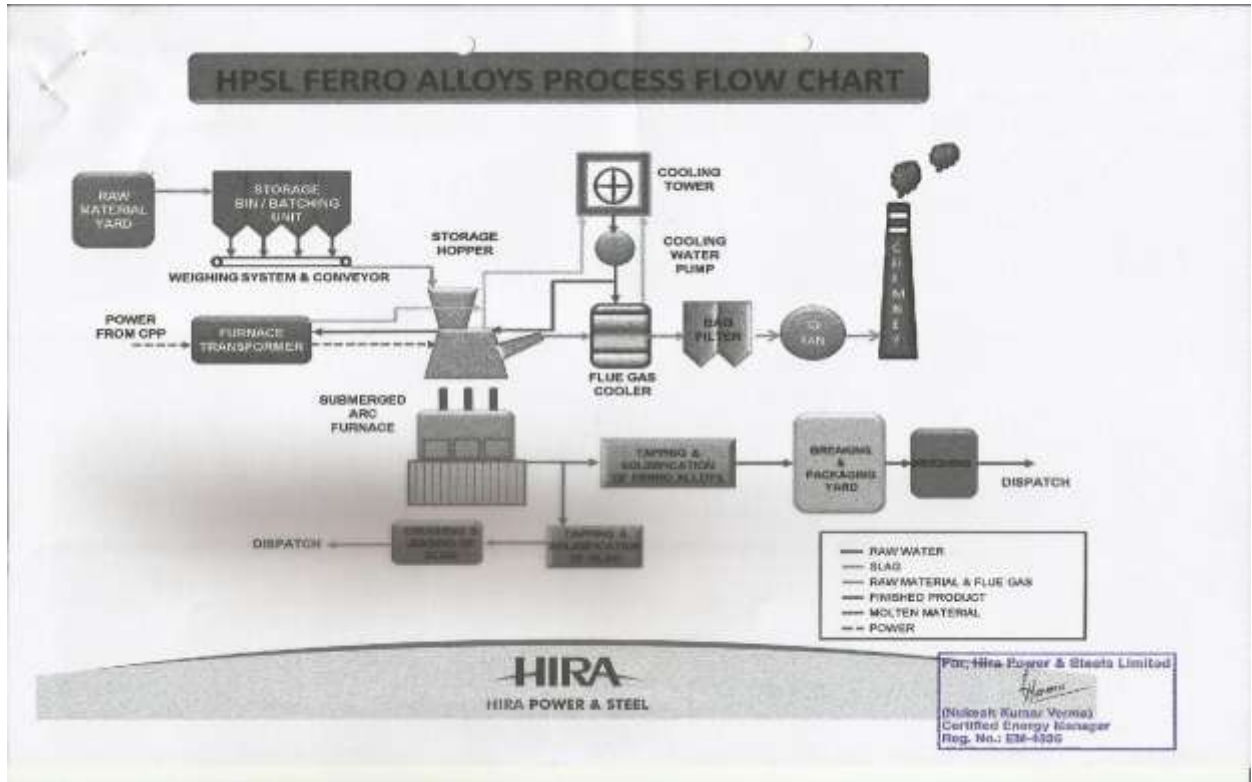 HPSL FERRO ALLOYS PROCESS FLOW CHART
RAW
MATERIAL
YARD
STORAGE
BIN / BATCHING
UNIT
WEIGHING SYSTEM & CONVEYOR
STORAGE
HOPPER
COOLING
TOWER
COOLING
WATER
PUMP
CHIMNEY
POWER
FROM CPP
FURNACE
TRANSFORMER
FLUE GAS
COOLER
BAG
FILTER
FAN
SUBMERGED
ARC
FURNACE
TAPPING &
SOLIDIFICATION
OF FERRO ALLOYS
BREAKING
&
PACKAGING
YARD
DISPATCH
DISPATCH
CRUSHING &
TAPPING &
SOLIDIFICATION
OF SLAG
RAW WATER
SLAG
RAW MATERIAL & FLUE GAS
FINISHED PRODUCT
MOLTEN MATERIAL
POWER
HIRA
HIRA POWER & STEEL
For, Hira Power & Steels Limited
(Nukesh Kumar Verma)
Certified Energy Manager
Reg. No.: